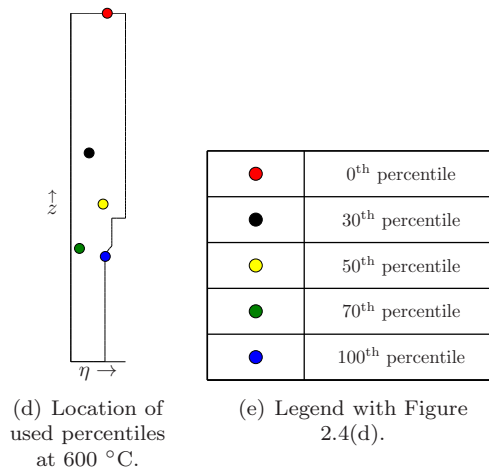 z →
η →
(d) Location of
used percentiles
at 600 °C.
0th percentile
30th percentile
50th percentile
70th percentile
100th percentile
(e) Legend with Figure
2.4(d).